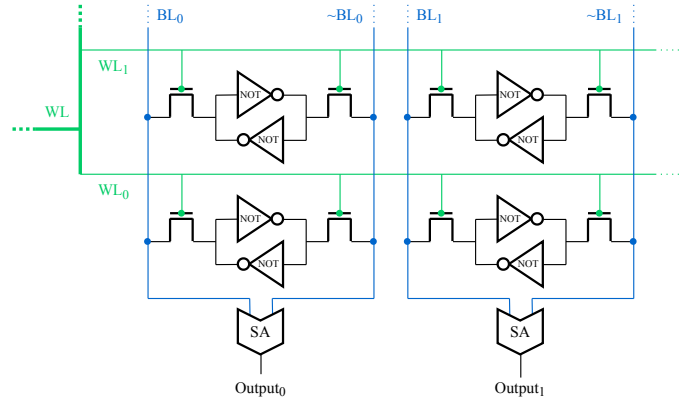 BL₀ ~BL₀ BL₁ ~BL₁
WL₁
NOT NOT
WL
NOT NOT
WL₀
NOT NOT
NOT NOT
SA SA
Output₀ Output₁